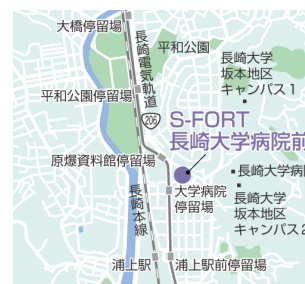 大橋停留場
平和公園
長崎電気軌道
長崎大学
坂本地区
キャンパス1
平和公園停留場
206
S-FORT
長崎大学病院前
原爆資料館停留場
長崎大学病
大学病院
停留場
長崎大学
坂本地区
キャンパス2
長崎本線
浦上駅
浦上駅前停留場